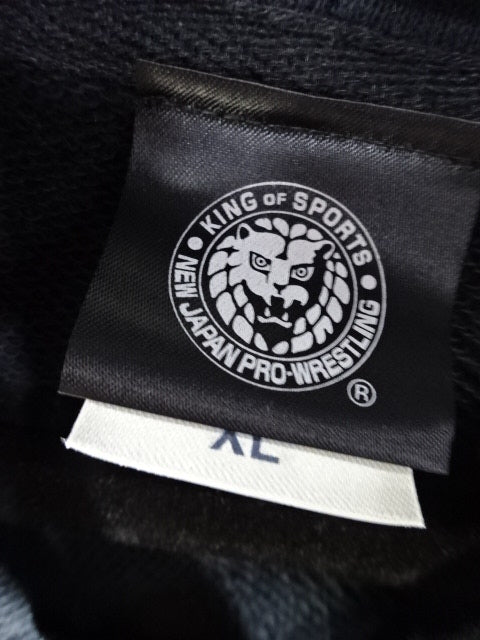 KING OF SPORTS
NEW JAPAN PRO-WRESTLING
®
XL